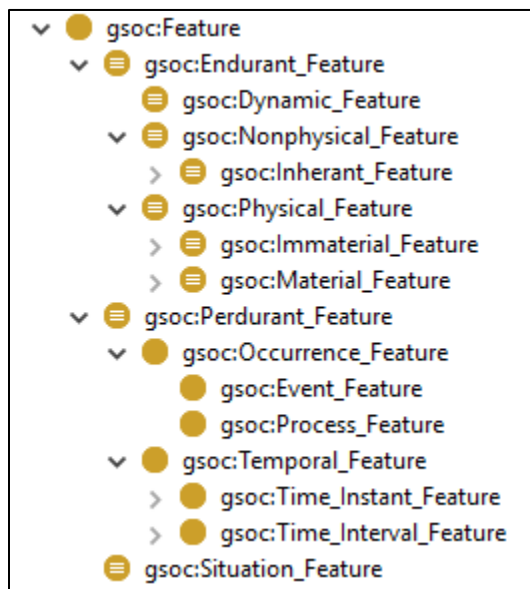 gsoc:Feature
gsoc:Endurant_Feature
gsoc:Dynamic_Feature
gsoc:Nonphysical_Feature
gsoc:Inherant_Feature
gsoc:Physical_Feature
gsoc:Immaterial_Feature
gsoc:Material_Feature
gsoc:Perdurant_Feature
gsoc:Occurrence_Feature
gsoc:Event_Feature
gsoc:Process_Feature
gsoc:Temporal_Feature
gsoc:Time_Instant_Feature
gsoc:Time_Interval_Feature
gsoc:Situation_Feature